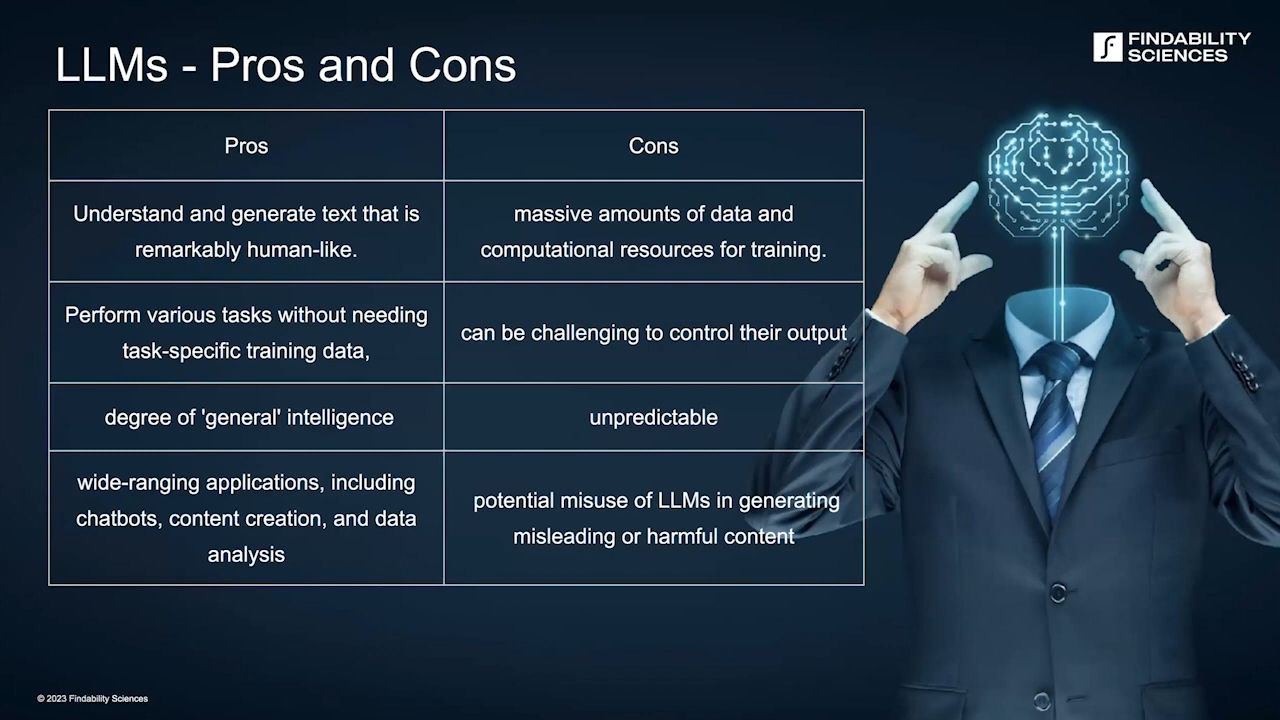 LLMs - Pros and Cons
FINDABILITY
SCIENCES
Pros
Cons
Understand and generate text that is
remarkably human-like.
massive amounts of data and
computational resources for training.
Perform various tasks without needing
task-specific training data,
can be challenging to control their output
degree of 'general' intelligence
unpredictable
wide-ranging applications, including
chatbots, content creation, and data
analysis
potential misuse of LLMs in generating
misleading or harmful content
© 2023 Findability Sciences